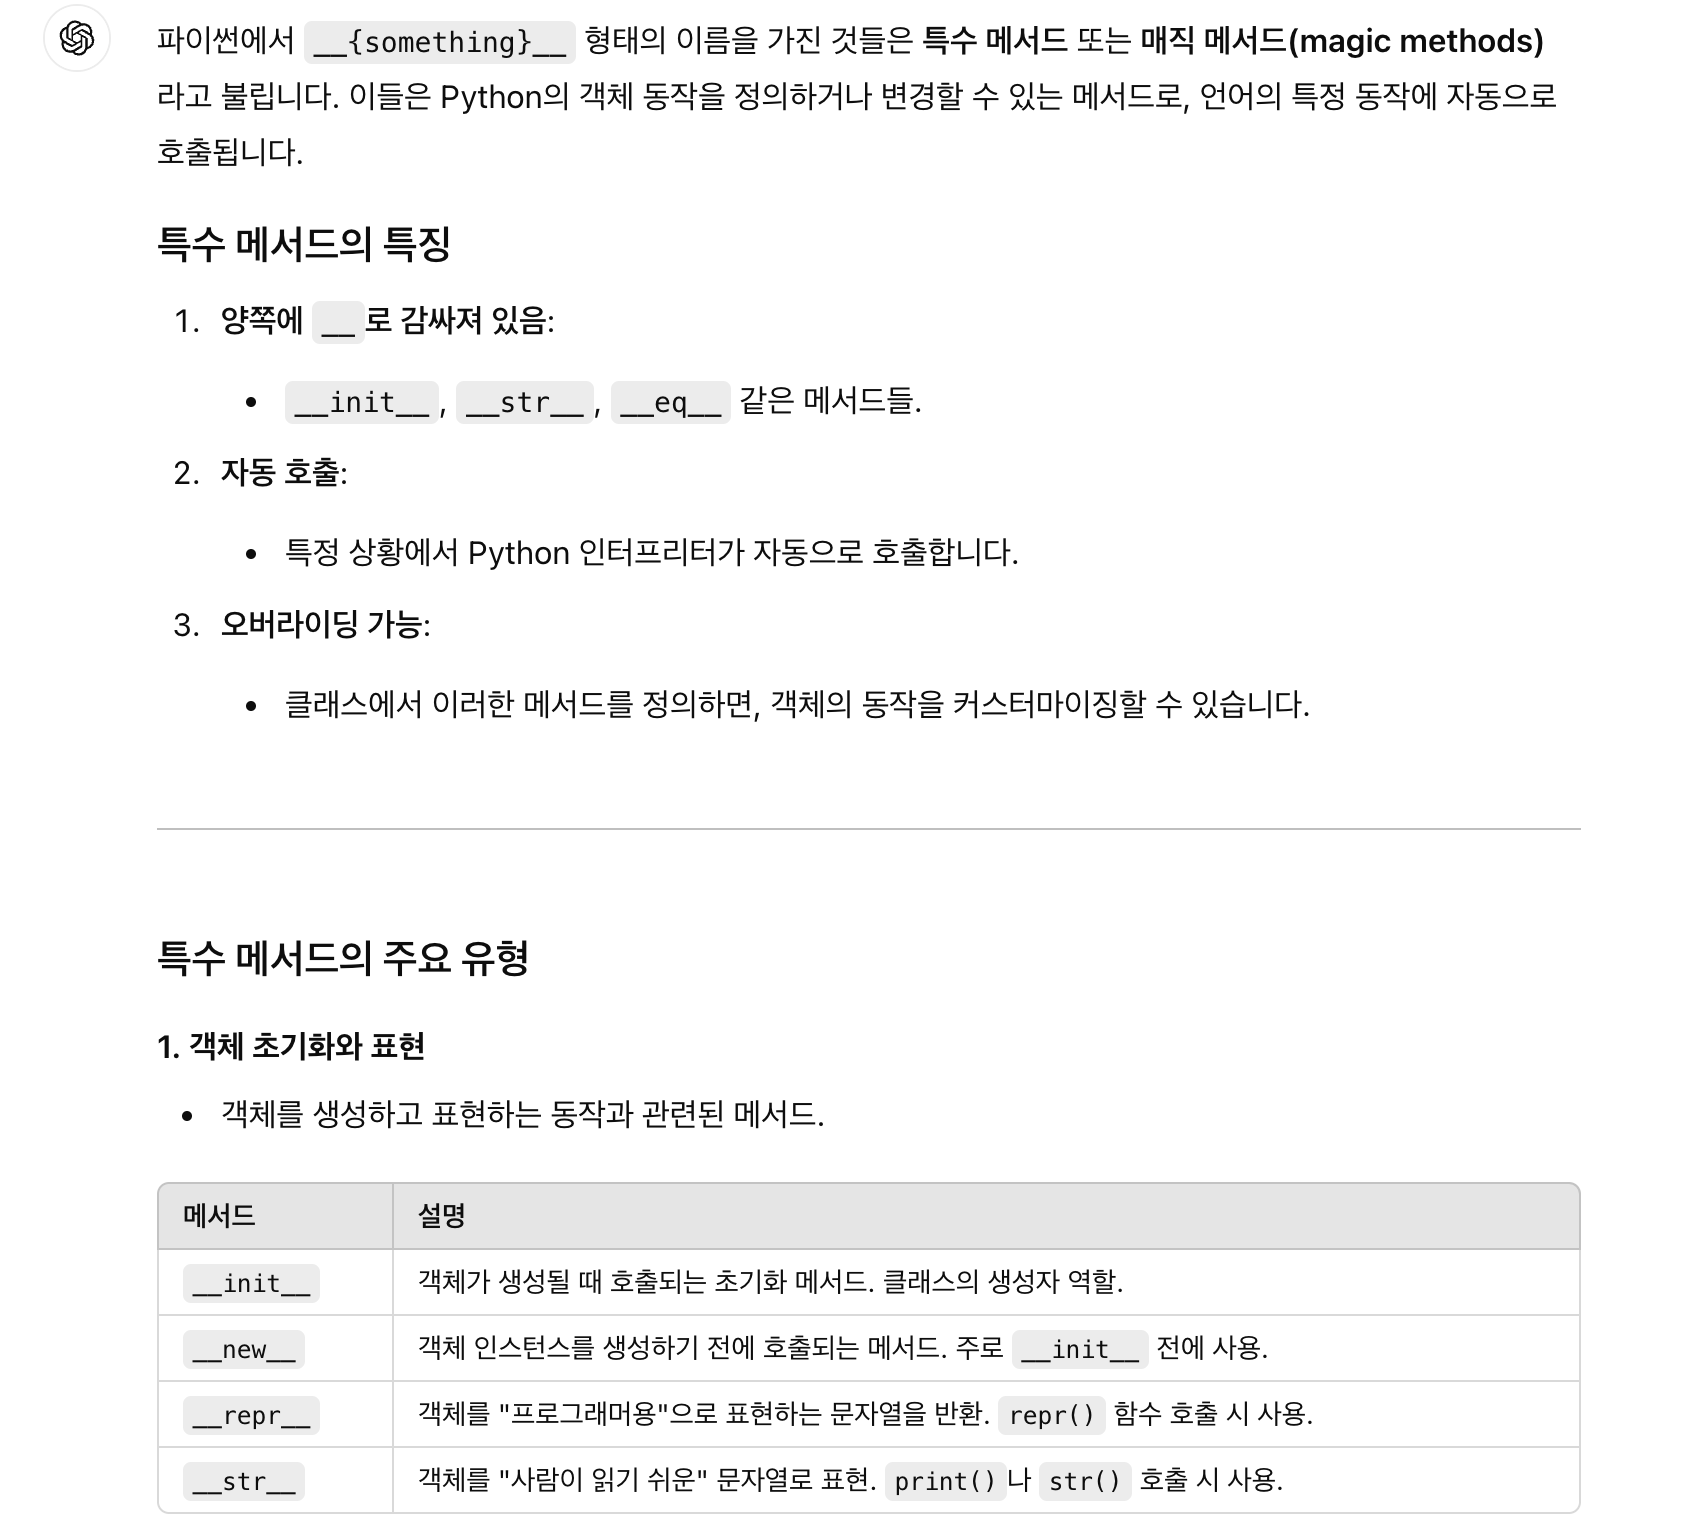 파이썬에서 __{something}__ 형태의 이름을 가진 것들은 특수 메서드 또는 매직 메서드(magic methods)
라고 불립니다. 이들은 Python의 객체 동작을 정의하거나 변경할 수 있는 메서드로, 언어의 특정 동작에 자동으로
호출됩니다.
특수 메서드의 특징
1. 양쪽에 __로 감싸져 있음:
• __init__, __str__, __eq__ 같은 메서드들.
2. 자동 호출:
• 특정 상황에서 Python 인터프리터가 자동으로 호출합니다.
3. 오버라이딩 가능:
• 클래스에서 이러한 메서드를 정의하면, 객체의 동작을 커스터마이징할 수 있습니다.
특수 메서드의 주요 유형
1. 객체 초기화와 표현
• 객체를 생성하고 표현하는 동작과 관련된 메서드.
메서드 설명
__init__ 객체가 생성될 때 호출되는 초기화 메서드. 클래스의 생성자 역할.
__new__ 객체 인스턴스를 생성하기 전에 호출되는 메서드. 주로 __init__ 전에 사용.
__repr__ 객체를 "프로그래머용"으로 표현하는 문자열을 반환. repr() 함수 호출 시 사용.
__str__ 객체를 "사람이 읽기 쉬운" 문자열로 표현. print()나 str() 호출 시 사용.